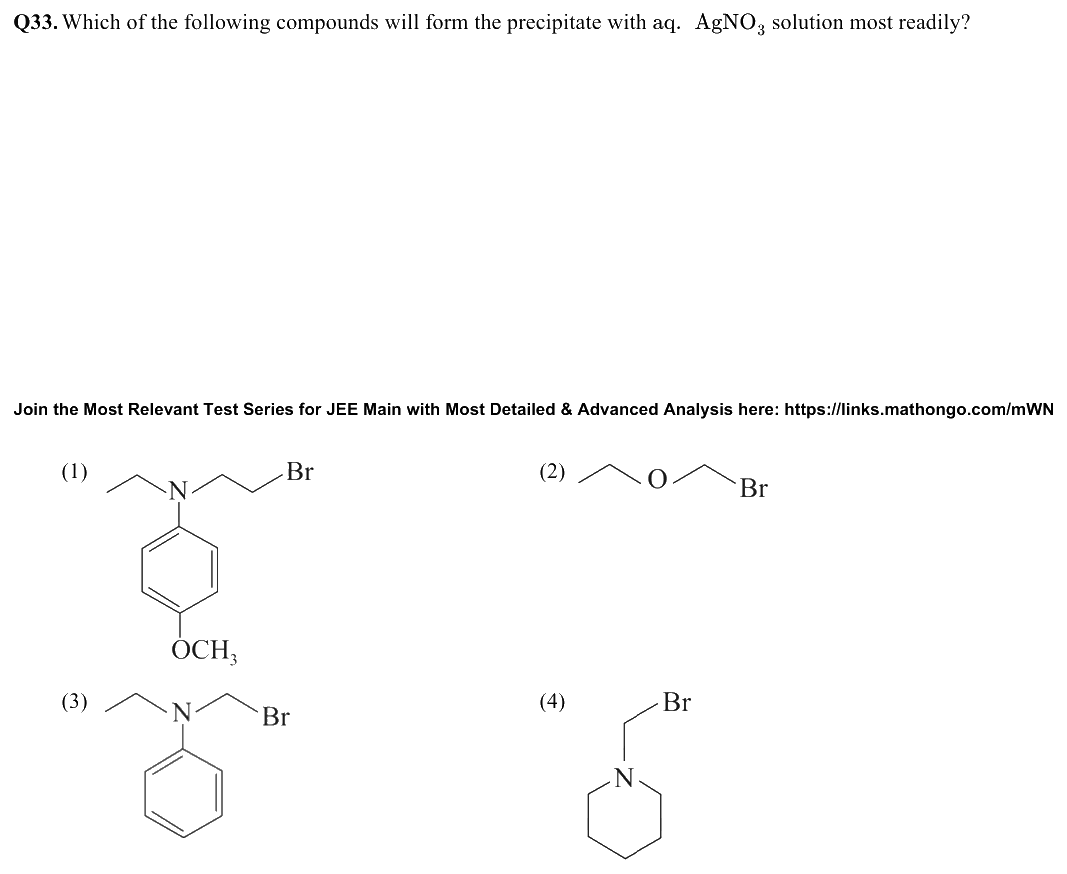 Q33. Which of the following compounds will form the precipitate with aq. AgNO₃ solution most readily?
Join the Most Relevant Test Series for JEE Main with Most Detailed & Advanced Analysis here: https://links.mathongo.com/mWN
(1) N Br OCH₃
(2) O Br
(3) N Br
(4) Br N